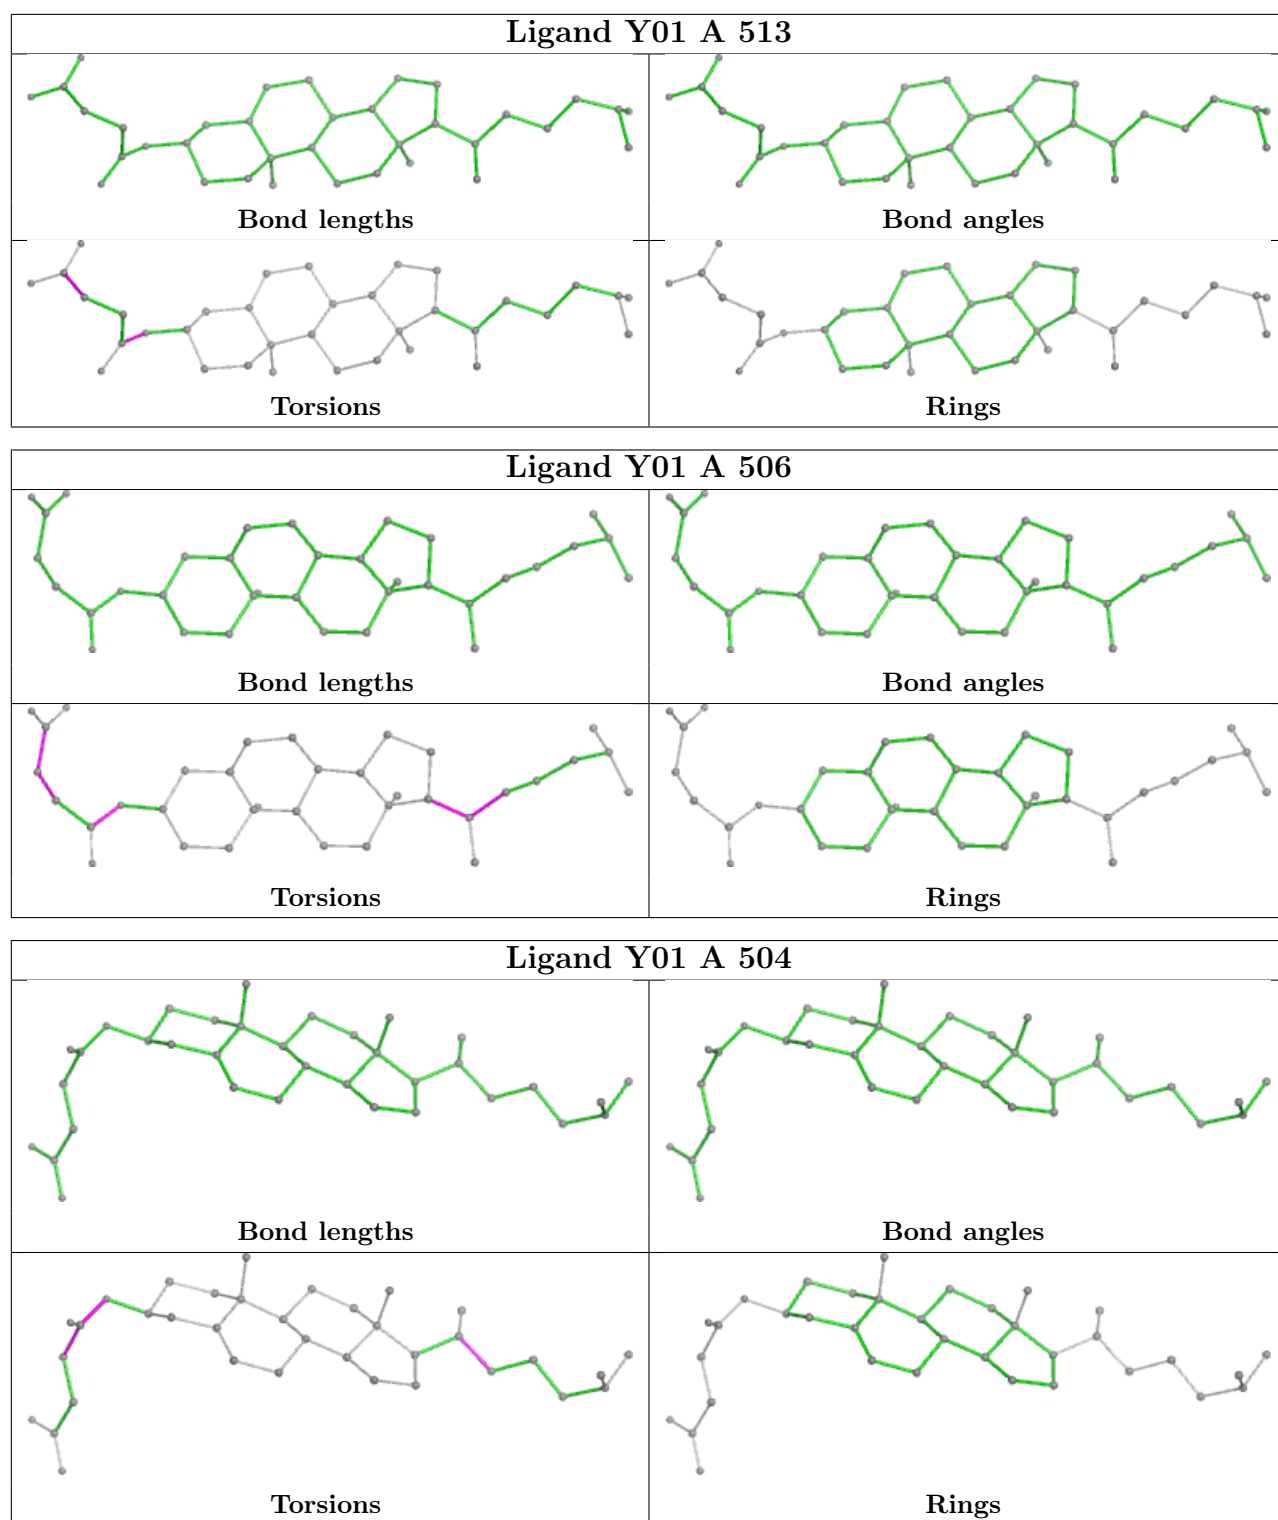 Ligand Y01 A 513
Bond lengths
Bond angles
Torsions
Rings
Ligand Y01 A 506
Bond lengths
Bond angles
Torsions
Rings
Ligand Y01 A 504
Bond lengths
Bond angles
Torsions
Rings